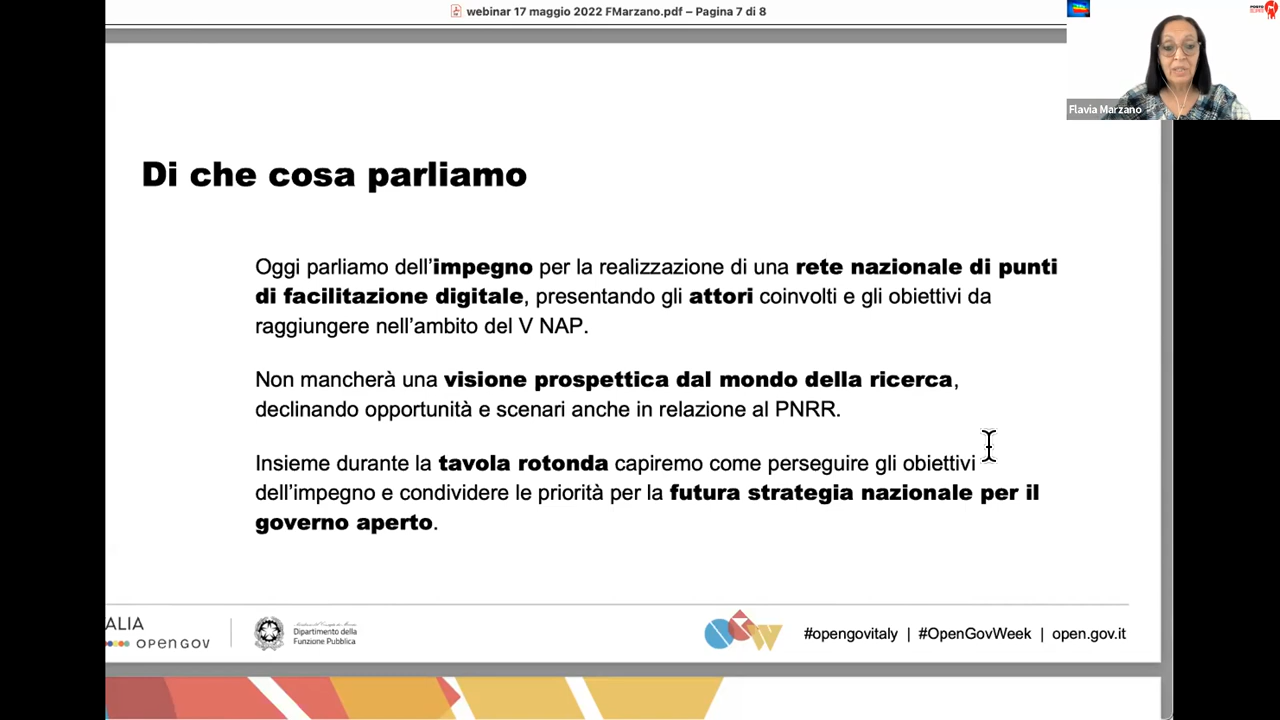 webinar 17 maggio 2022 FMarzano.pdf – Pagina 7 di 8
Flavia Marzano
Di che cosa parliamo
Oggi parliamo dell’impegno per la realizzazione di una rete nazionale di punti
di facilitazione digitale, presentando gli attori coinvolti e gli obiettivi da
raggiungere nell’ambito del V NAP.
Non mancherà una visione prospettica dal mondo della ricerca,
declinando opportunità e scenari anche in relazione al PNRR.
Insieme durante la tavola rotonda capiremo come perseguire gli obiettivi
dell’impegno e condividere le priorità per la futura strategia nazionale per il
governo aperto.
ALIA
OPENGOV
Dipartimento della
Funzione Pubblica
#opengovitaly | #OpenGovWeek | open.gov.it